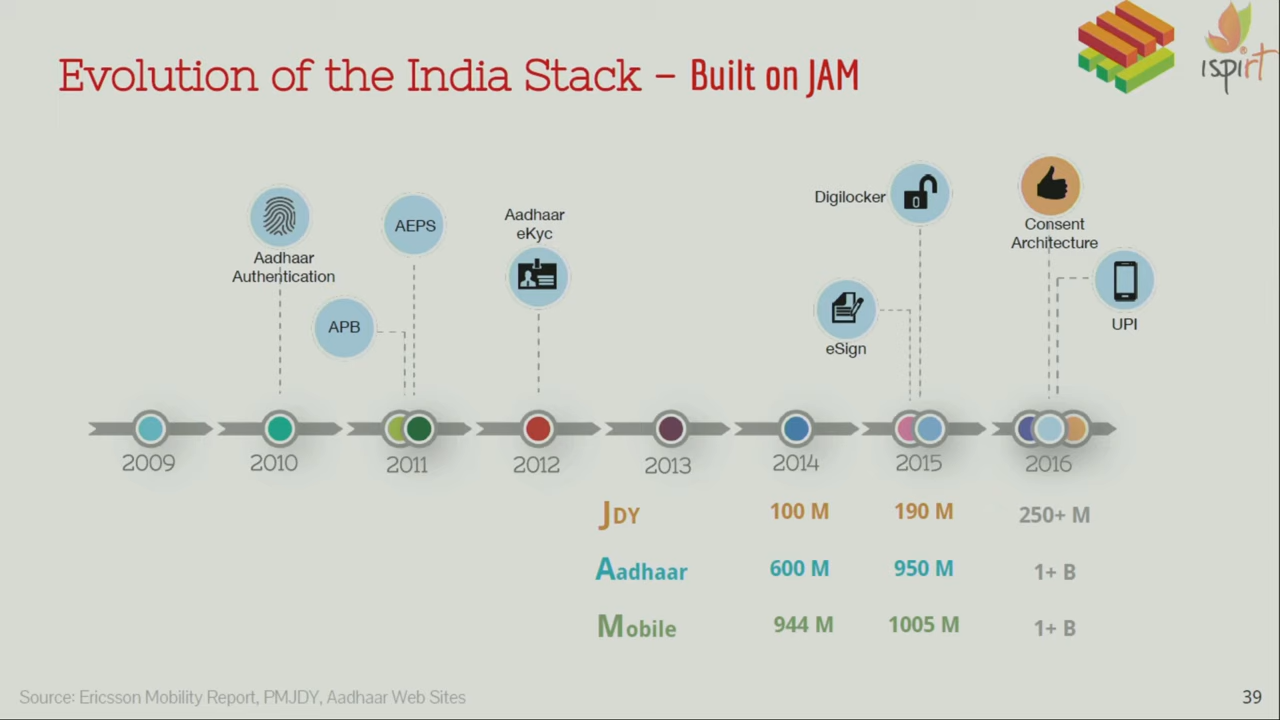 Evolution of the India Stack – Built on JAM
ispirt
Aadhaar
Authentication
APB
AEPS
Aadhaar
eKyc
Digilocker
eSign
Consent
Architecture
UPI
2009 2010 2011 2012 2013 2014 2015 2016
JDY 100 M 190 M 250+ M
Aadhaar 600 M 950 M 1+ B
Mobile 944 M 1005 M 1+ B
Source: Ericsson Mobility Report, PMJDY, Aadhaar Web Sites
39